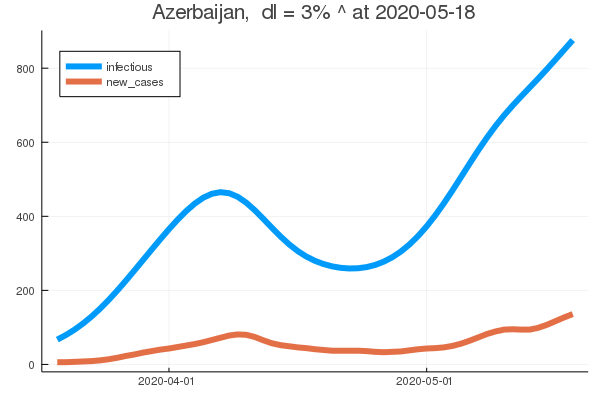 Azerbaijan, dl = 3% ^ at 2020-05-18
infectious
new_cases
800
600
400
200
0
2020-04-01 2020-05-01